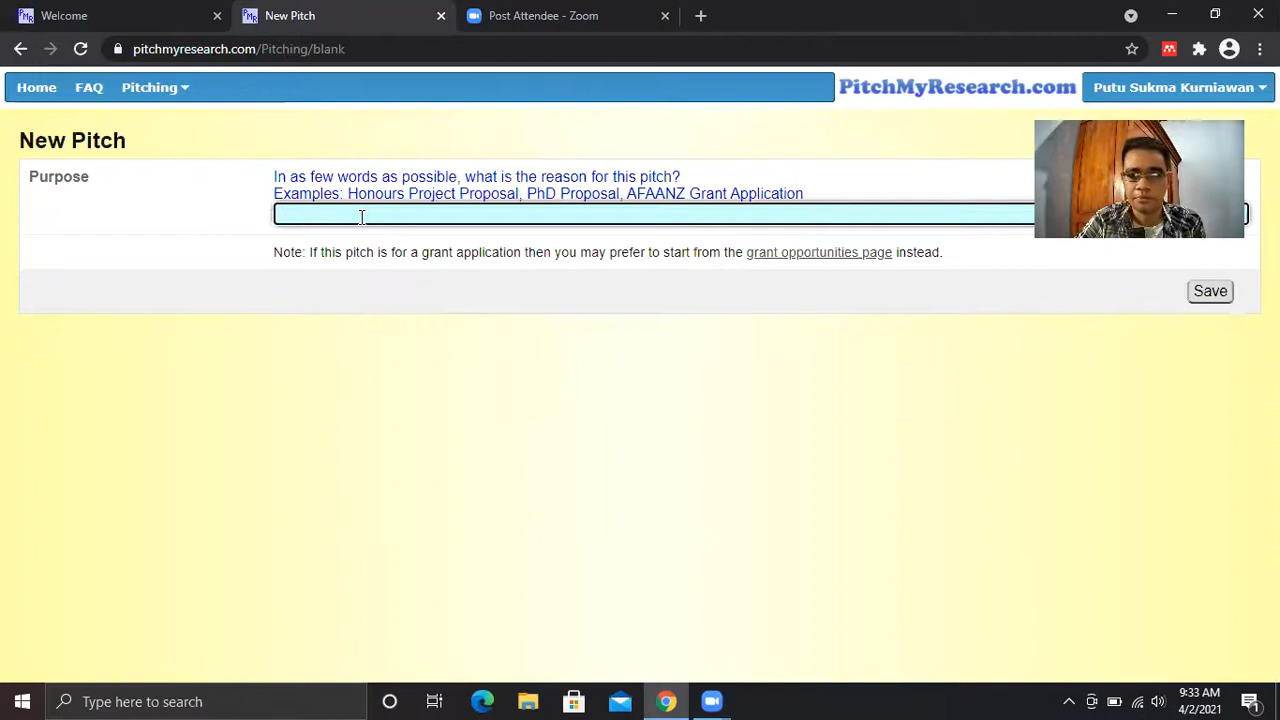 Welcome
New Pitch
Post Attendee - Zoom
pitchmyresearch.com/Pitching/blank
Home FAQ Pitching
PitchMyResearch.com
Putu Sukma Kurniawan
New Pitch
Purpose
In as few words as possible, what is the reason for this pitch?
Examples: Honours Project Proposal, PhD Proposal, AFAANZ Grant Application
Note: If this pitch is for a grant application then you may prefer to start from the grant opportunities page instead.
Save
Type here to search
9:33 AM
4/2/2021